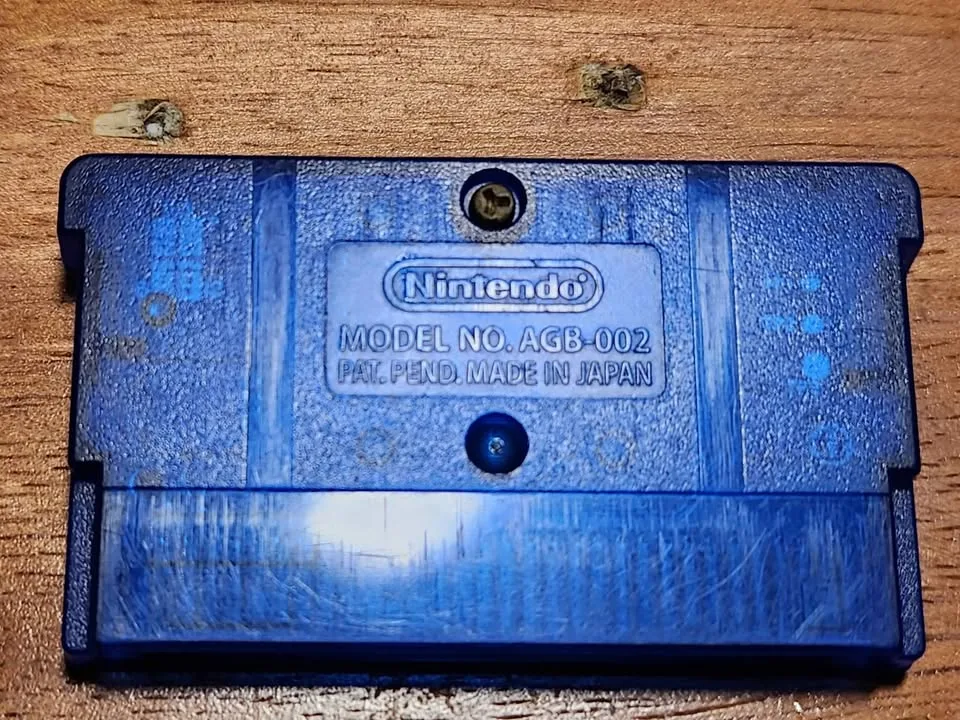 Nintendo
MODEL NO. AGB-002
PAT. PEND. MADE IN JAPAN